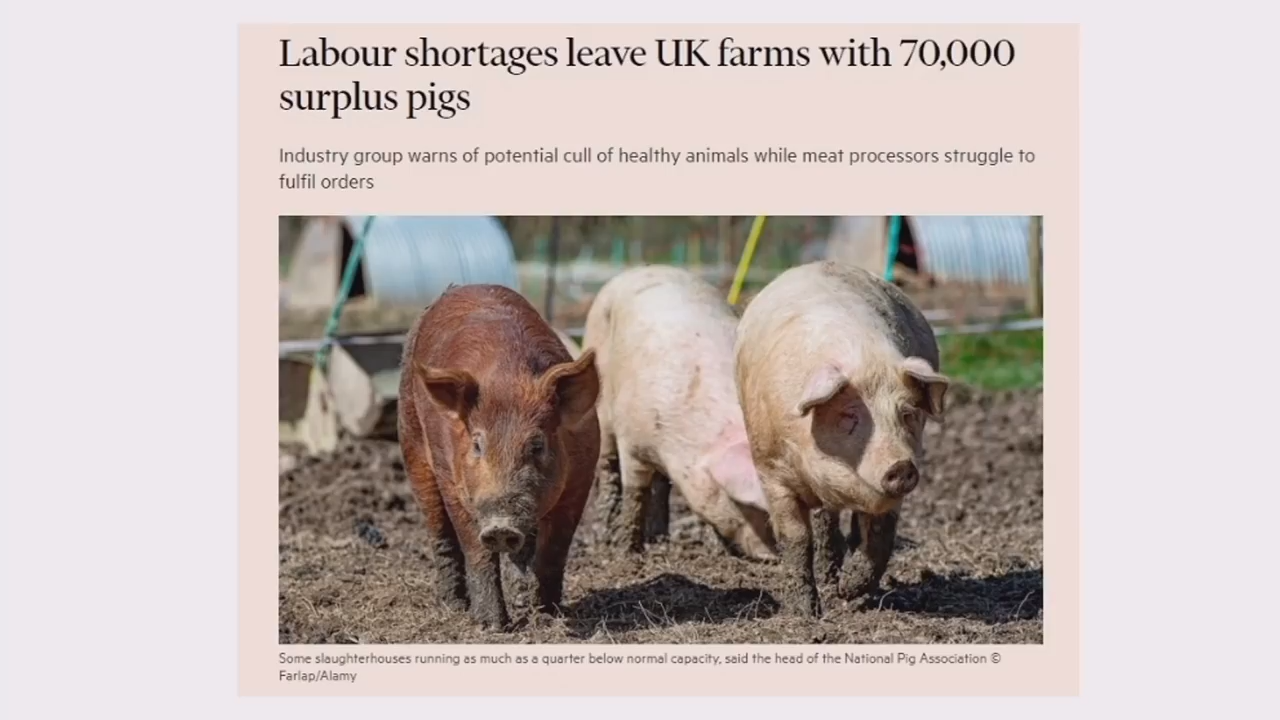 Labour shortages leave UK farms with 70,000
surplus pigs
Industry group warns of potential cull of healthy animals while meat processors struggle to
fulfil orders
Some slaughterhouses running as much as a quarter below normal capacity, said the head of the National Pig Association ©
Farlap/Alamy